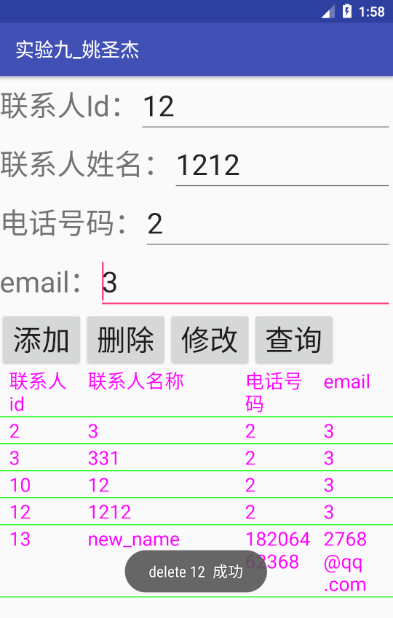 1:58
实验九_姚圣杰
联系人Id： 12
联系人姓名： 1212
电话号码： 2
email： 3
添加 删除 修改 查询
联系人id 联系人名称 电话号码 email
2 3 2 3
3 331 2 3
10 12 2 3
12 1212 2 3
13 new_name 182064 2768
62368 @qq
.com
delete 12 成功